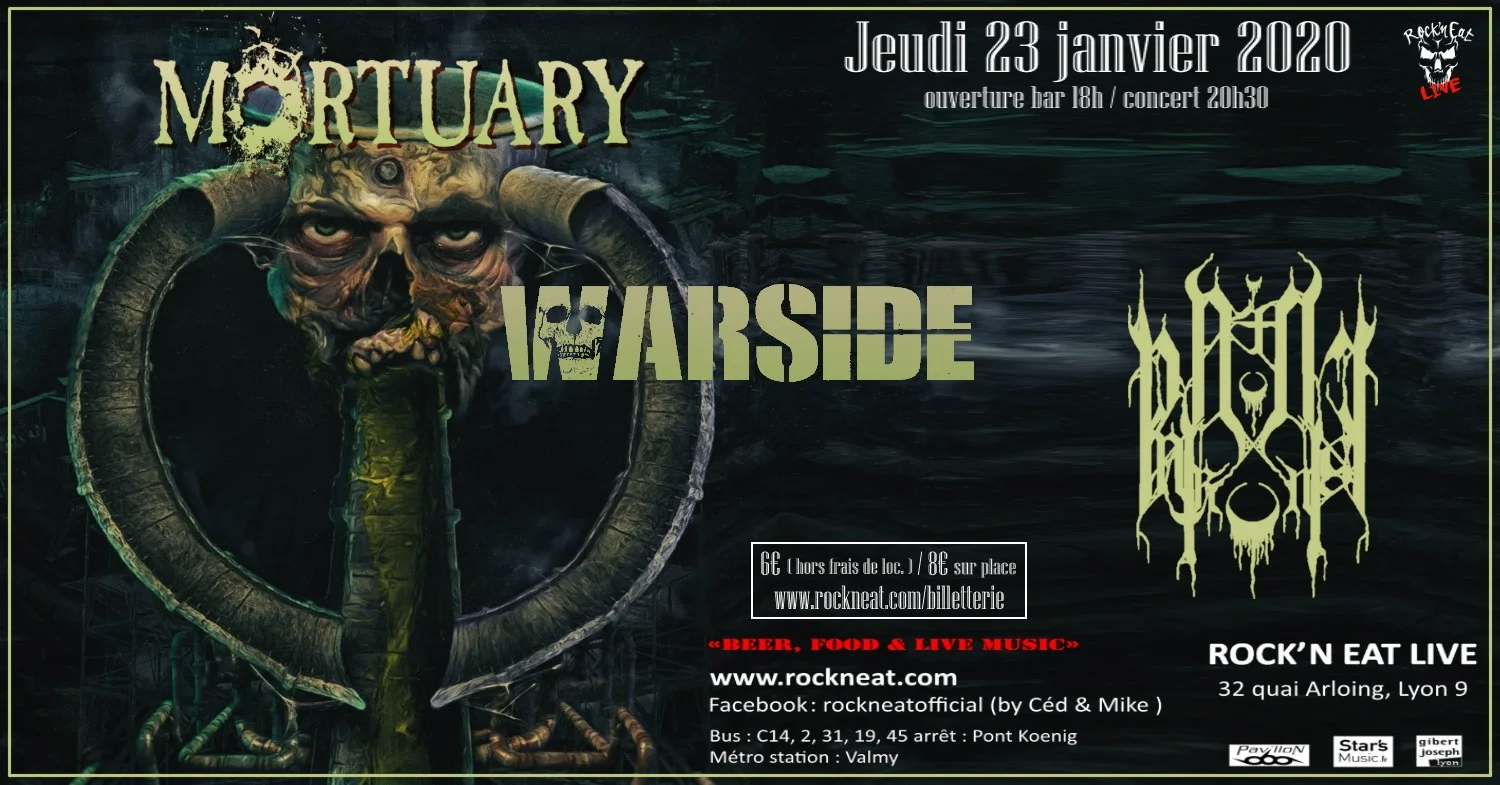 MORTUARY
Jeudi 23 janvier 2020
ouverture bar 18h / concert 20h30
Rock'n Eat
LIVE
WARSIDE
6€ ( hors frais de loc. ) / 8€ sur place
www.rockneat.com/billetterie
«BEER, FOOD & LIVE MUSIC»
www.rockneat.com
Facebook: rockneatofficial (by Céd & Mike )
Bus : C14, 2, 31, 19, 45 arrêt : Pont Koenig
Métro station : Valmy
ROCK'N EAT LIVE
32 quai Arloing, Lyon 9
PaviLLoN
Star's
Music.fr
gibert
joseph
lyon